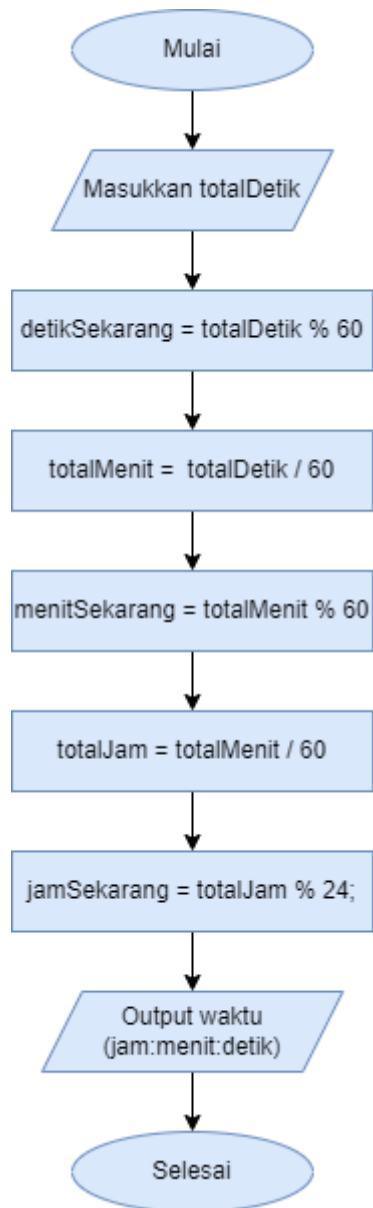 Mulai
Masukkan totalDetik
detikSekarang = totalDetik % 60
totalMenit = totalDetik / 60
menitSekarang = totalMenit % 60
totalJam = totalMenit / 60
jamSekarang = totalJam % 24;
Output waktu
(jam:menit:detik)
Selesai